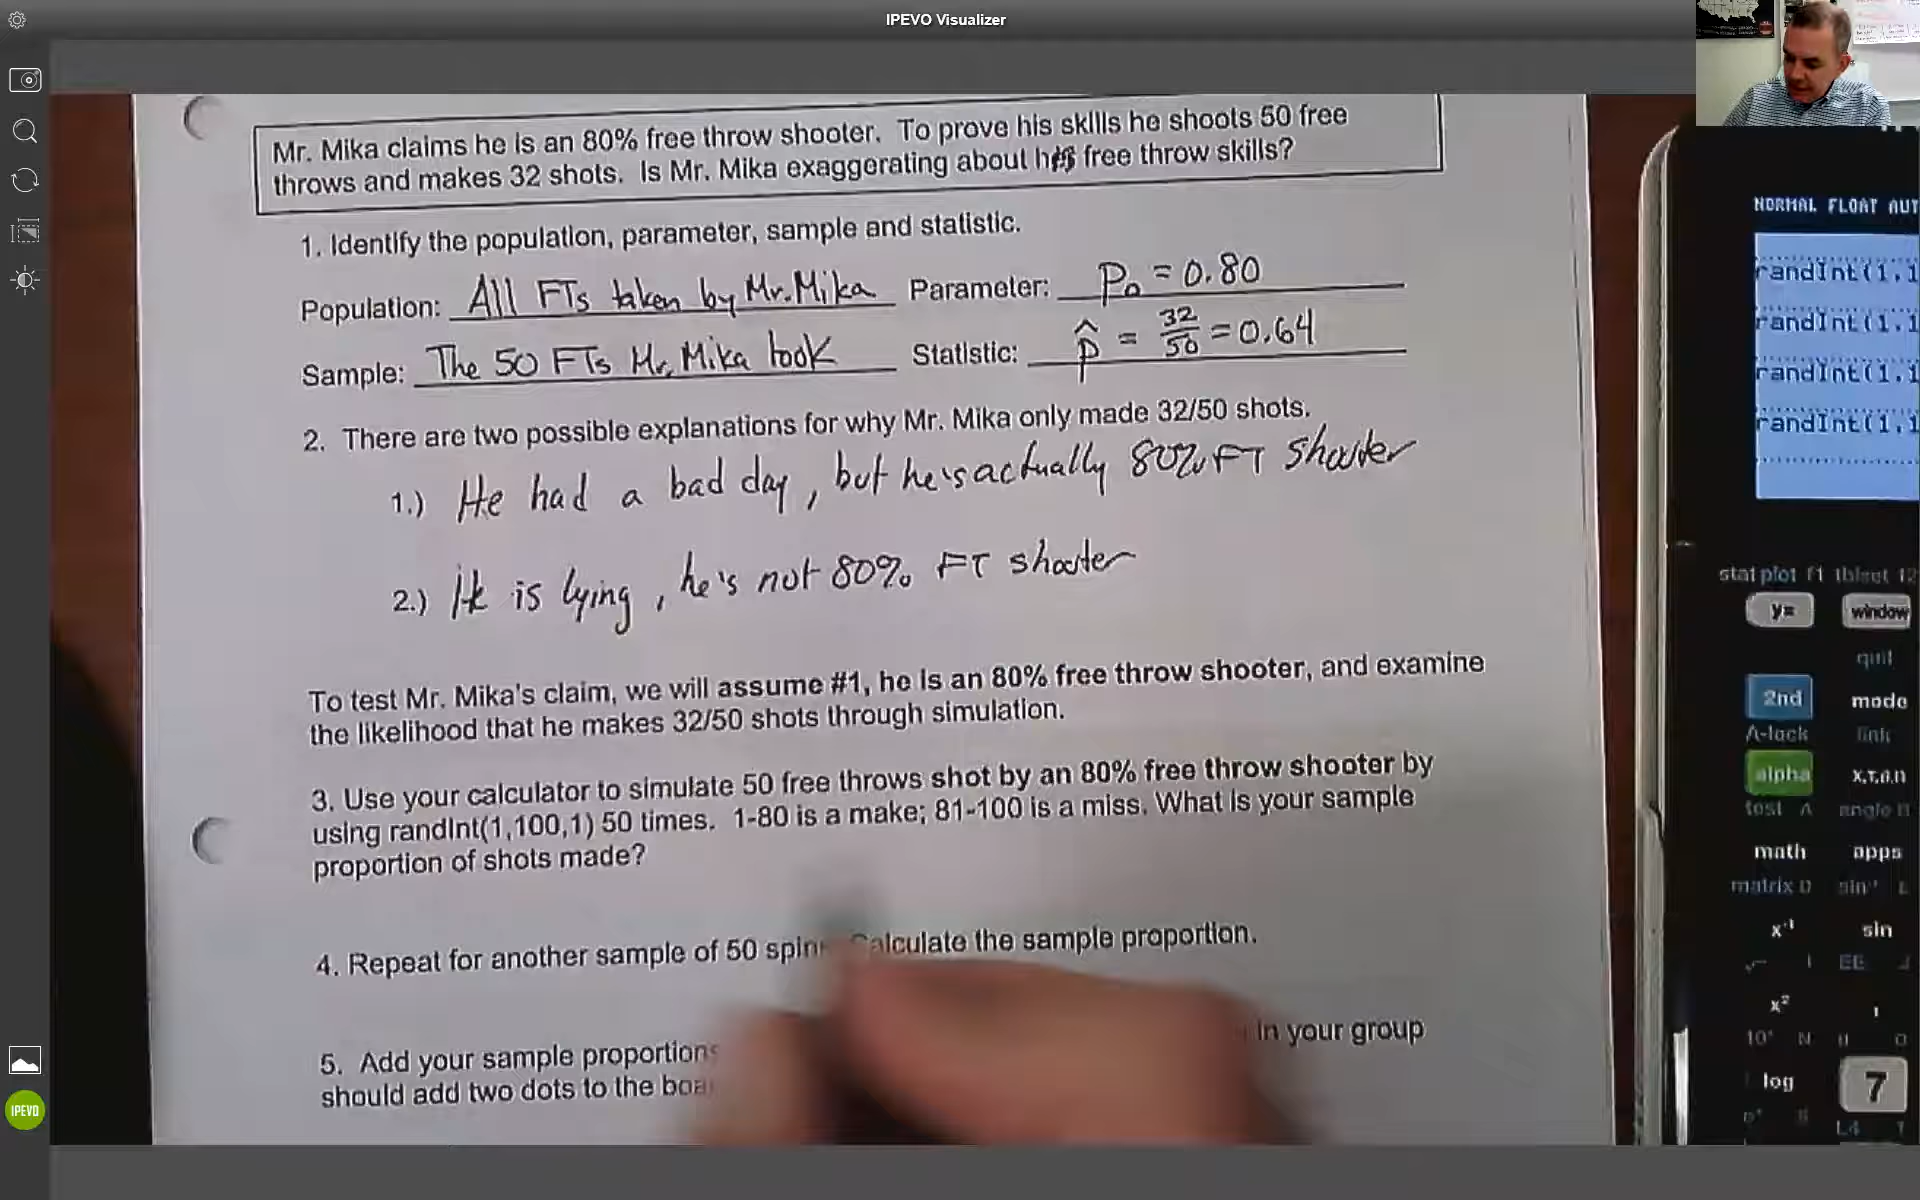 IPEVO Visualizer
Mr. Mika claims he is an 80% free throw shooter. To prove his skills he shoots 50 free
throws and makes 32 shots. Is Mr. Mika exaggerating about his free throw skills?
1. Identify the population, parameter, sample and statistic.
Population: All FTs taken by Mr. Mika Parameter: P₀ = 0.80
Sample: The 50 FTs Mr. Mika took Statistic: p̂ = 32/50 = 0.64
2. There are two possible explanations for why Mr. Mika only made 32/50 shots.
1.) He had a bad day, but he's actually 80% FT shooter
2.) He is lying, he's not 80% FT shooter
To test Mr. Mika's claim, we will assume #1, he is an 80% free throw shooter, and examine
the likelihood that he makes 32/50 shots through simulation.
3. Use your calculator to simulate 50 free throws shot by an 80% free throw shooter by
using randInt(1,100,1) 50 times. 1-80 is a make; 81-100 is a miss. What is your sample
proportion of shots made?
4. Repeat for another sample of 50 Calculate the sample proportion.
5. Add your sample proportions in your group
should add two dots to the
NORMAL FLOAT AUT
randInt(1,1
randInt(1,1
randInt(1,1
randInt(1,1
stat plot f1 tblset f2
y= window
quit
2nd mode
A-lock link
alpha X,T,θ,n
test A angle B
math apps
matrix D sin⁻¹ E
x⁻¹ sin
EE J
x² ,
10ˣ N
log 7
L4
IPEVO